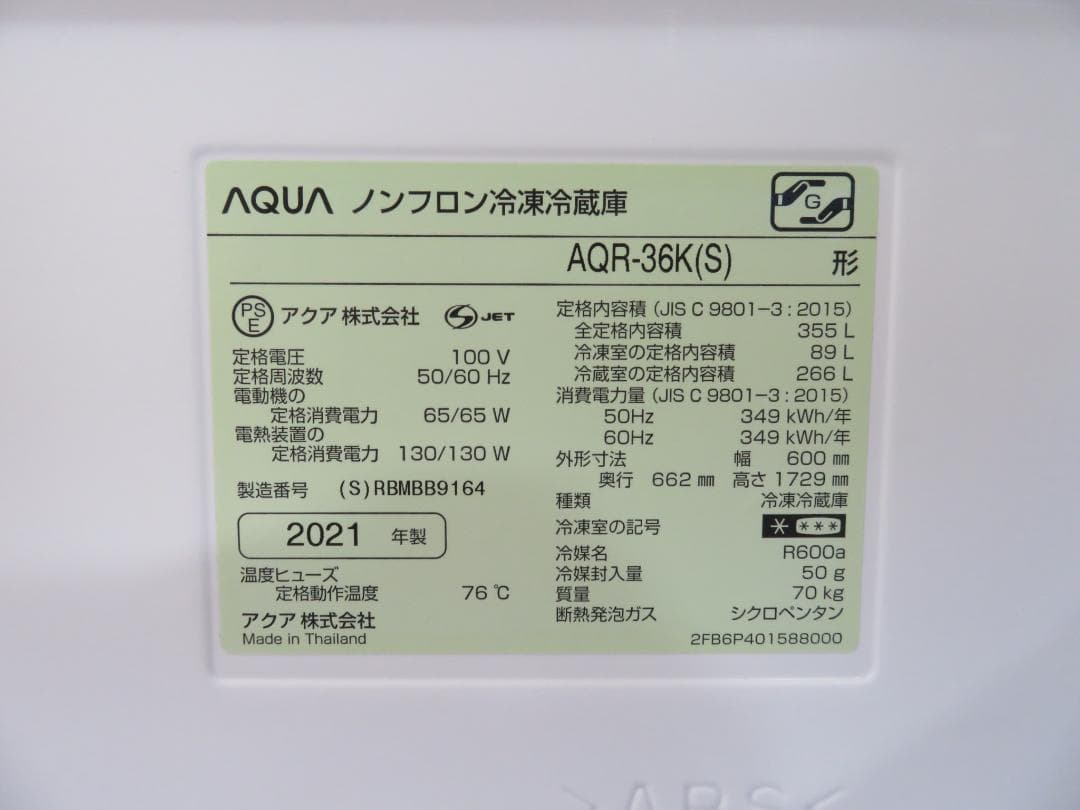 AQUA ノンフロン冷凍冷蔵庫
G
AQR-36K(S) 形
PSE アクア 株式会社 S JET
定格電圧 100 V
定格周波数 50/60 Hz
電動機の
定格消費電力 65/65 W
電熱装置の
定格消費電力 130/130 W
製造番号 (S)RBMBB9164
2021 年製
温度ヒューズ
定格動作温度 76 ℃
アクア 株式会社
Made in Thailand
定格内容積 (JIS C 9801-3 : 2015)
全定格内容積 355 L
冷凍室の定格内容積 89 L
冷蔵室の定格内容積 266 L
消費電力量 (JIS C 9801-3 : 2015)
50Hz 349 kWh/年
60Hz 349 kWh/年
外形寸法 幅 600 ㎜
奥行 662 ㎜ 高さ 1729 ㎜
種類 冷凍冷蔵庫
冷凍室の記号 * ***
冷媒名 R600a
冷媒封入量 50 g
質量 70 kg
断熱発泡ガス シクロペンタン
2FB6P401588000
>ABS<